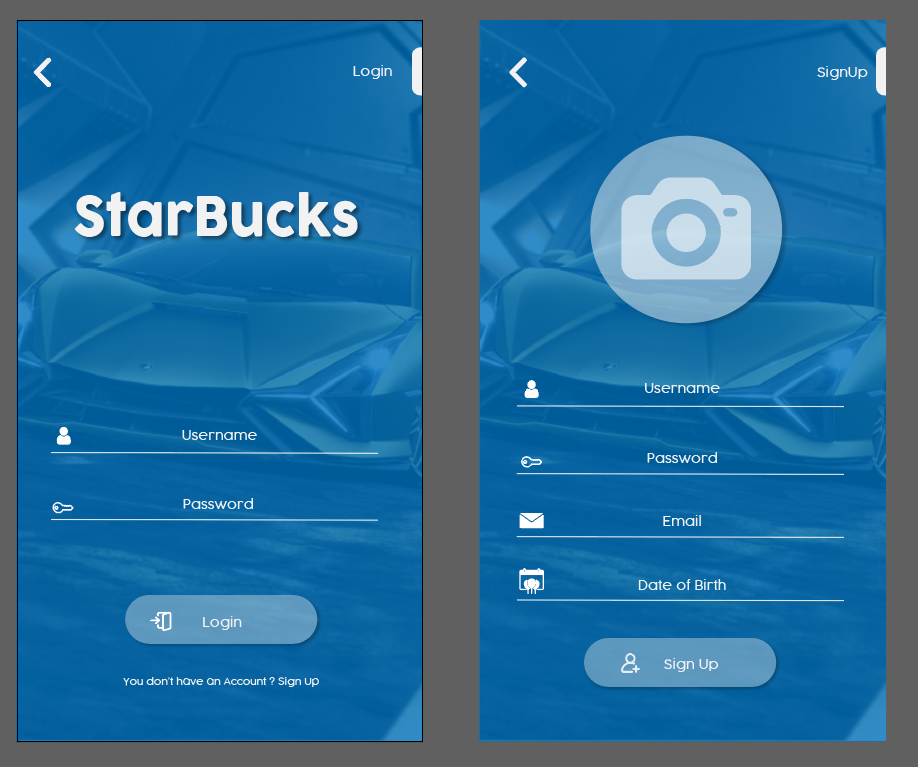 Login
StarBucks
Username
Password
Login
You don't have an Account ? Sign Up
SignUp
Username
Password
Email
Date of Birth
Sign Up